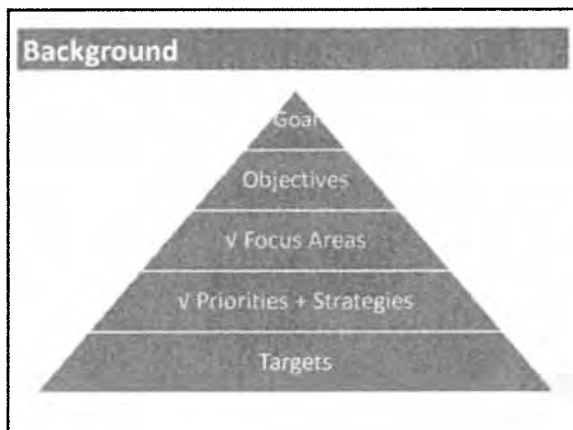 Background
Goal
Objectives
√ Focus Areas
√ Priorities + Strategies
Targets